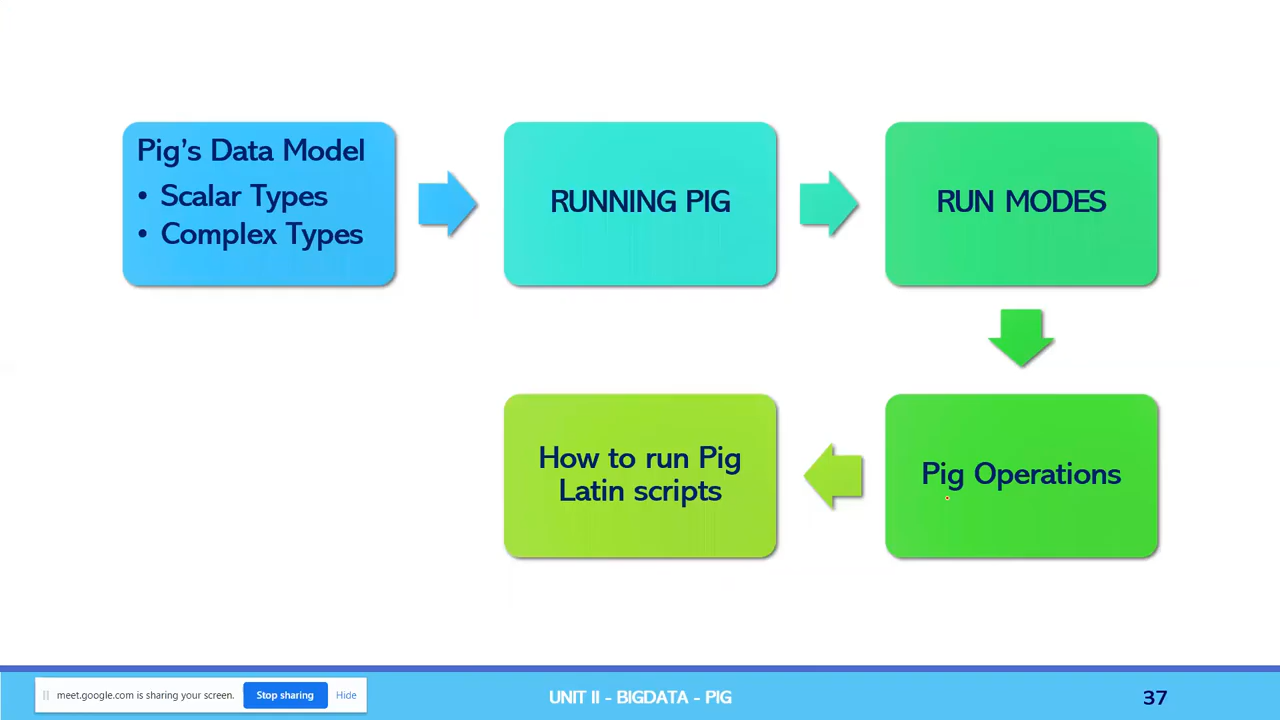 Pig’s Data Model
• Scalar Types
• Complex Types
RUNNING PIG
RUN MODES
Pig Operations
How to run Pig
Latin scripts
meet.google.com is sharing your screen.
Stop sharing
Hide
UNIT II - BIGDATA - PIG
37